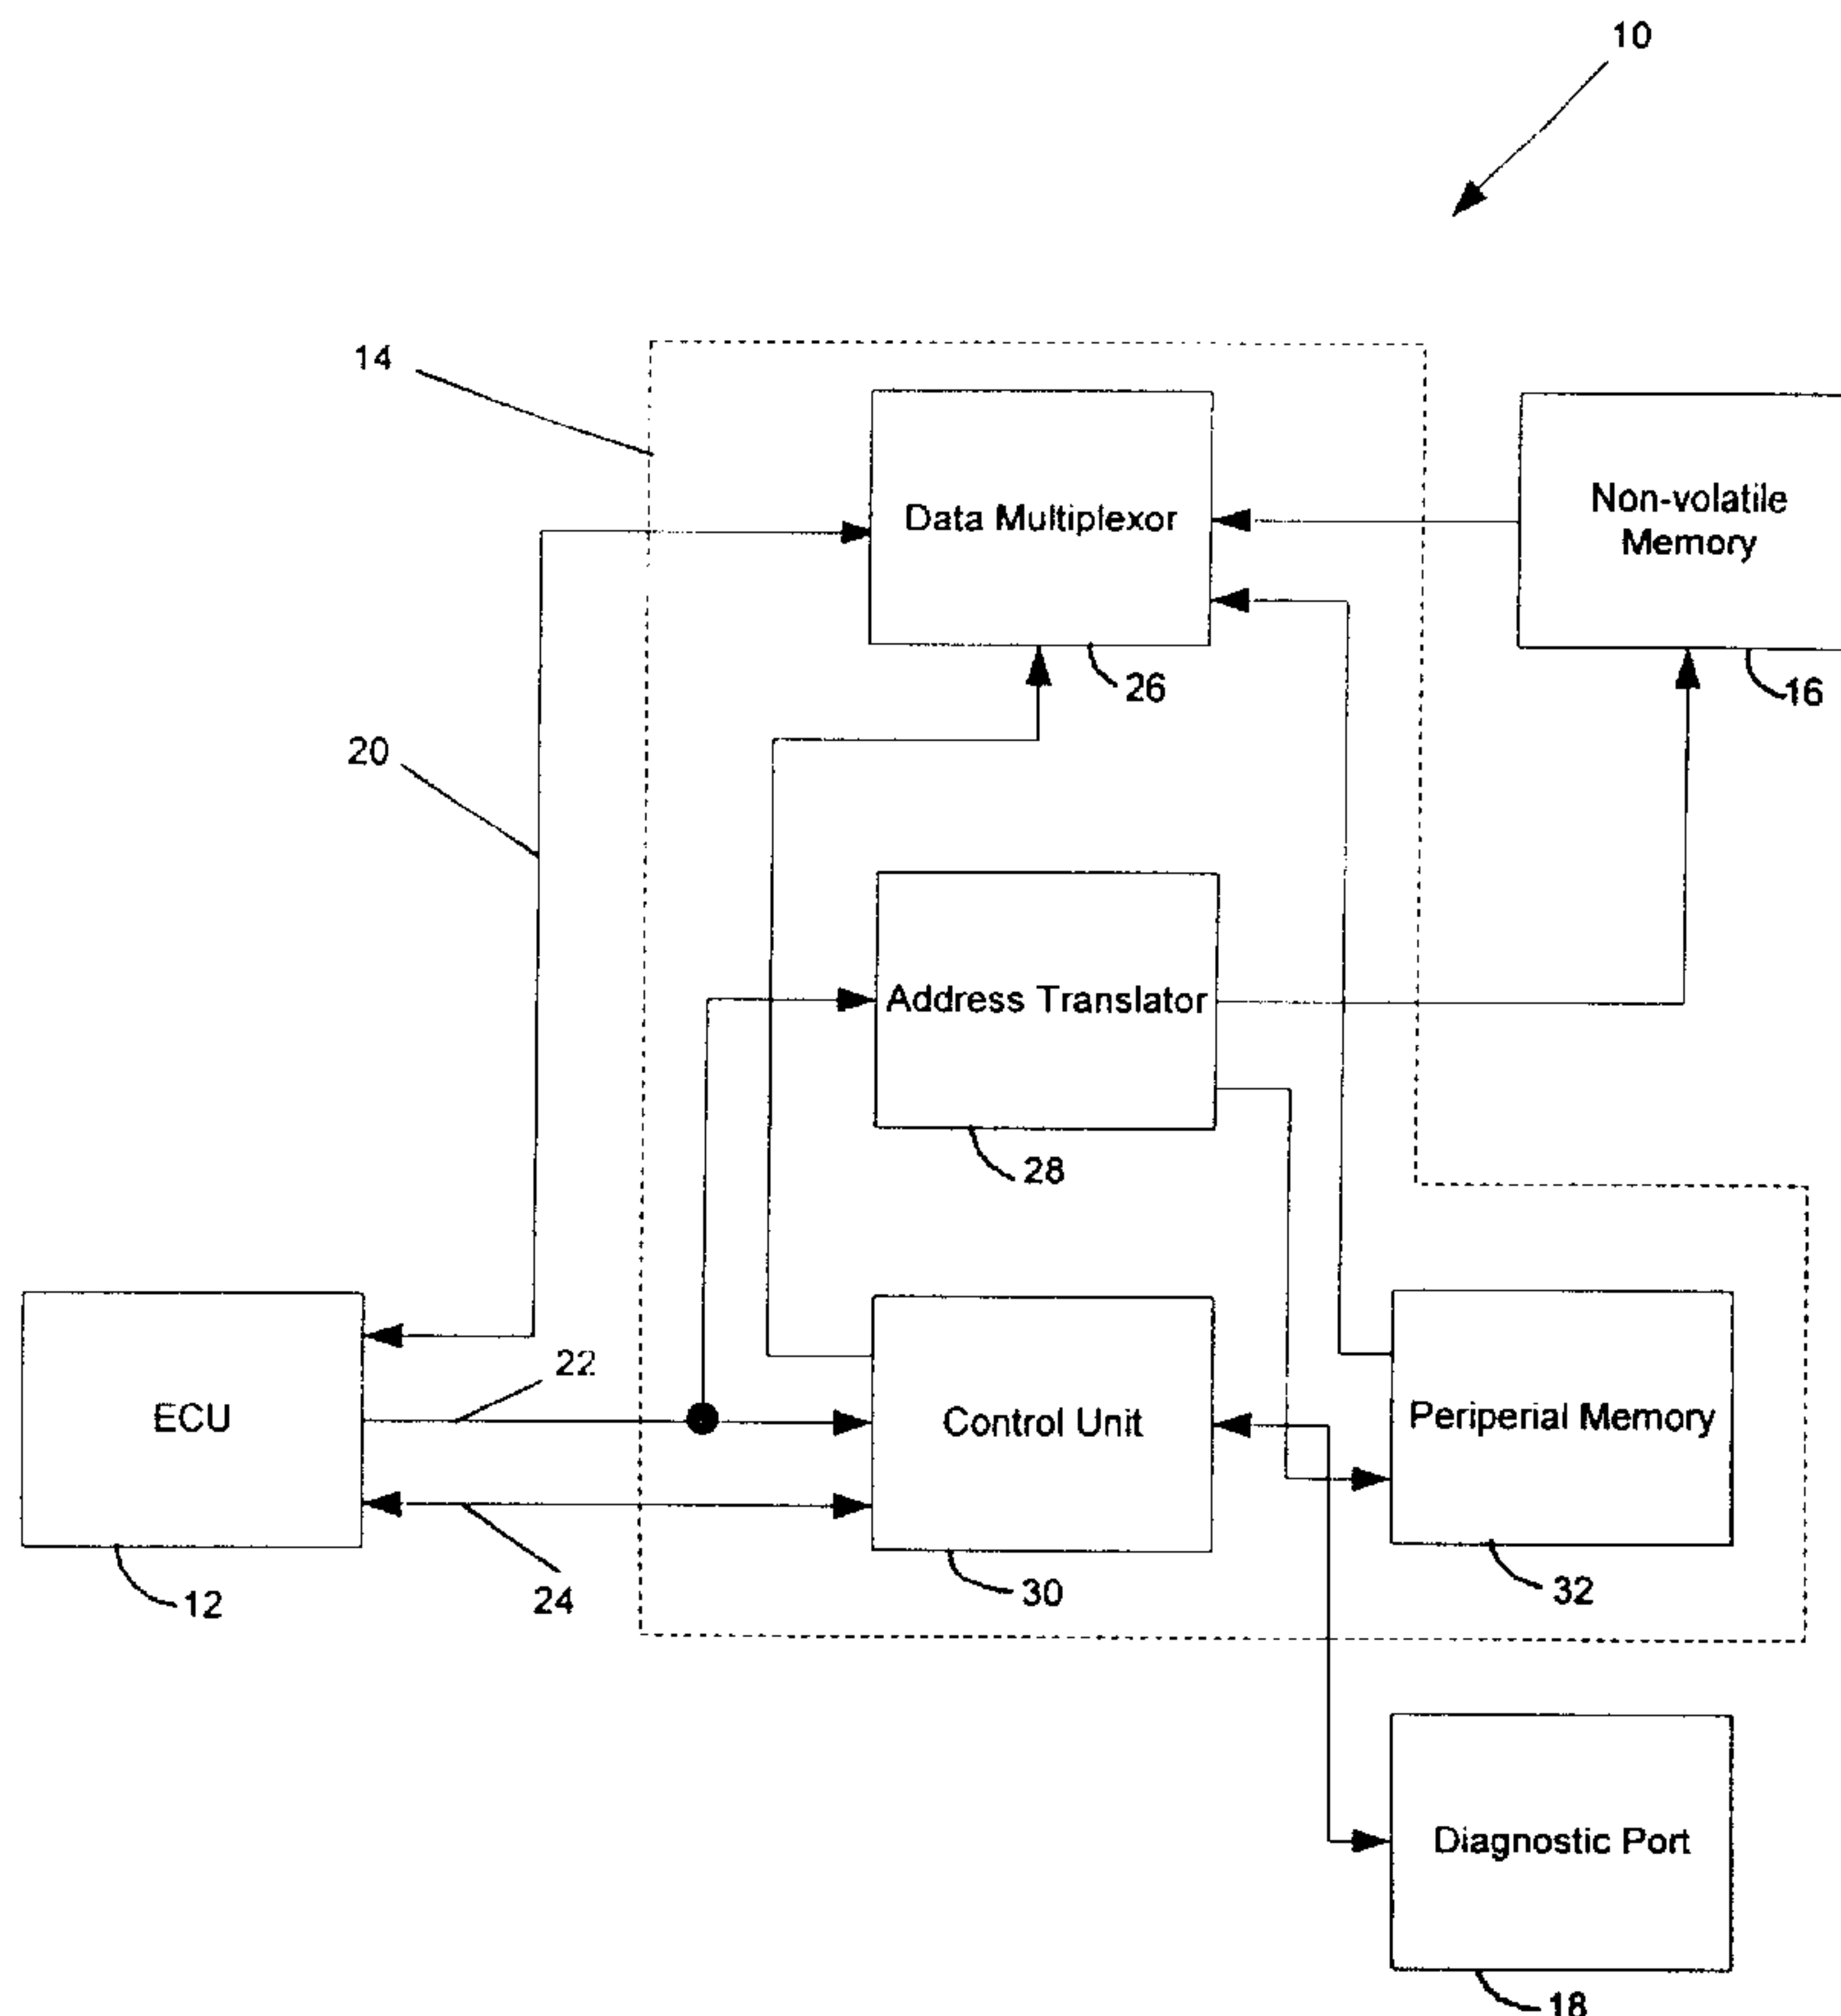 10
14
Data Multiplexor
Non-volatile
Memory
26
16
20
Address Translator
28
22
ECU
Control Unit
Periperial Memory
12
24
30
32
Diagnostic Port
18